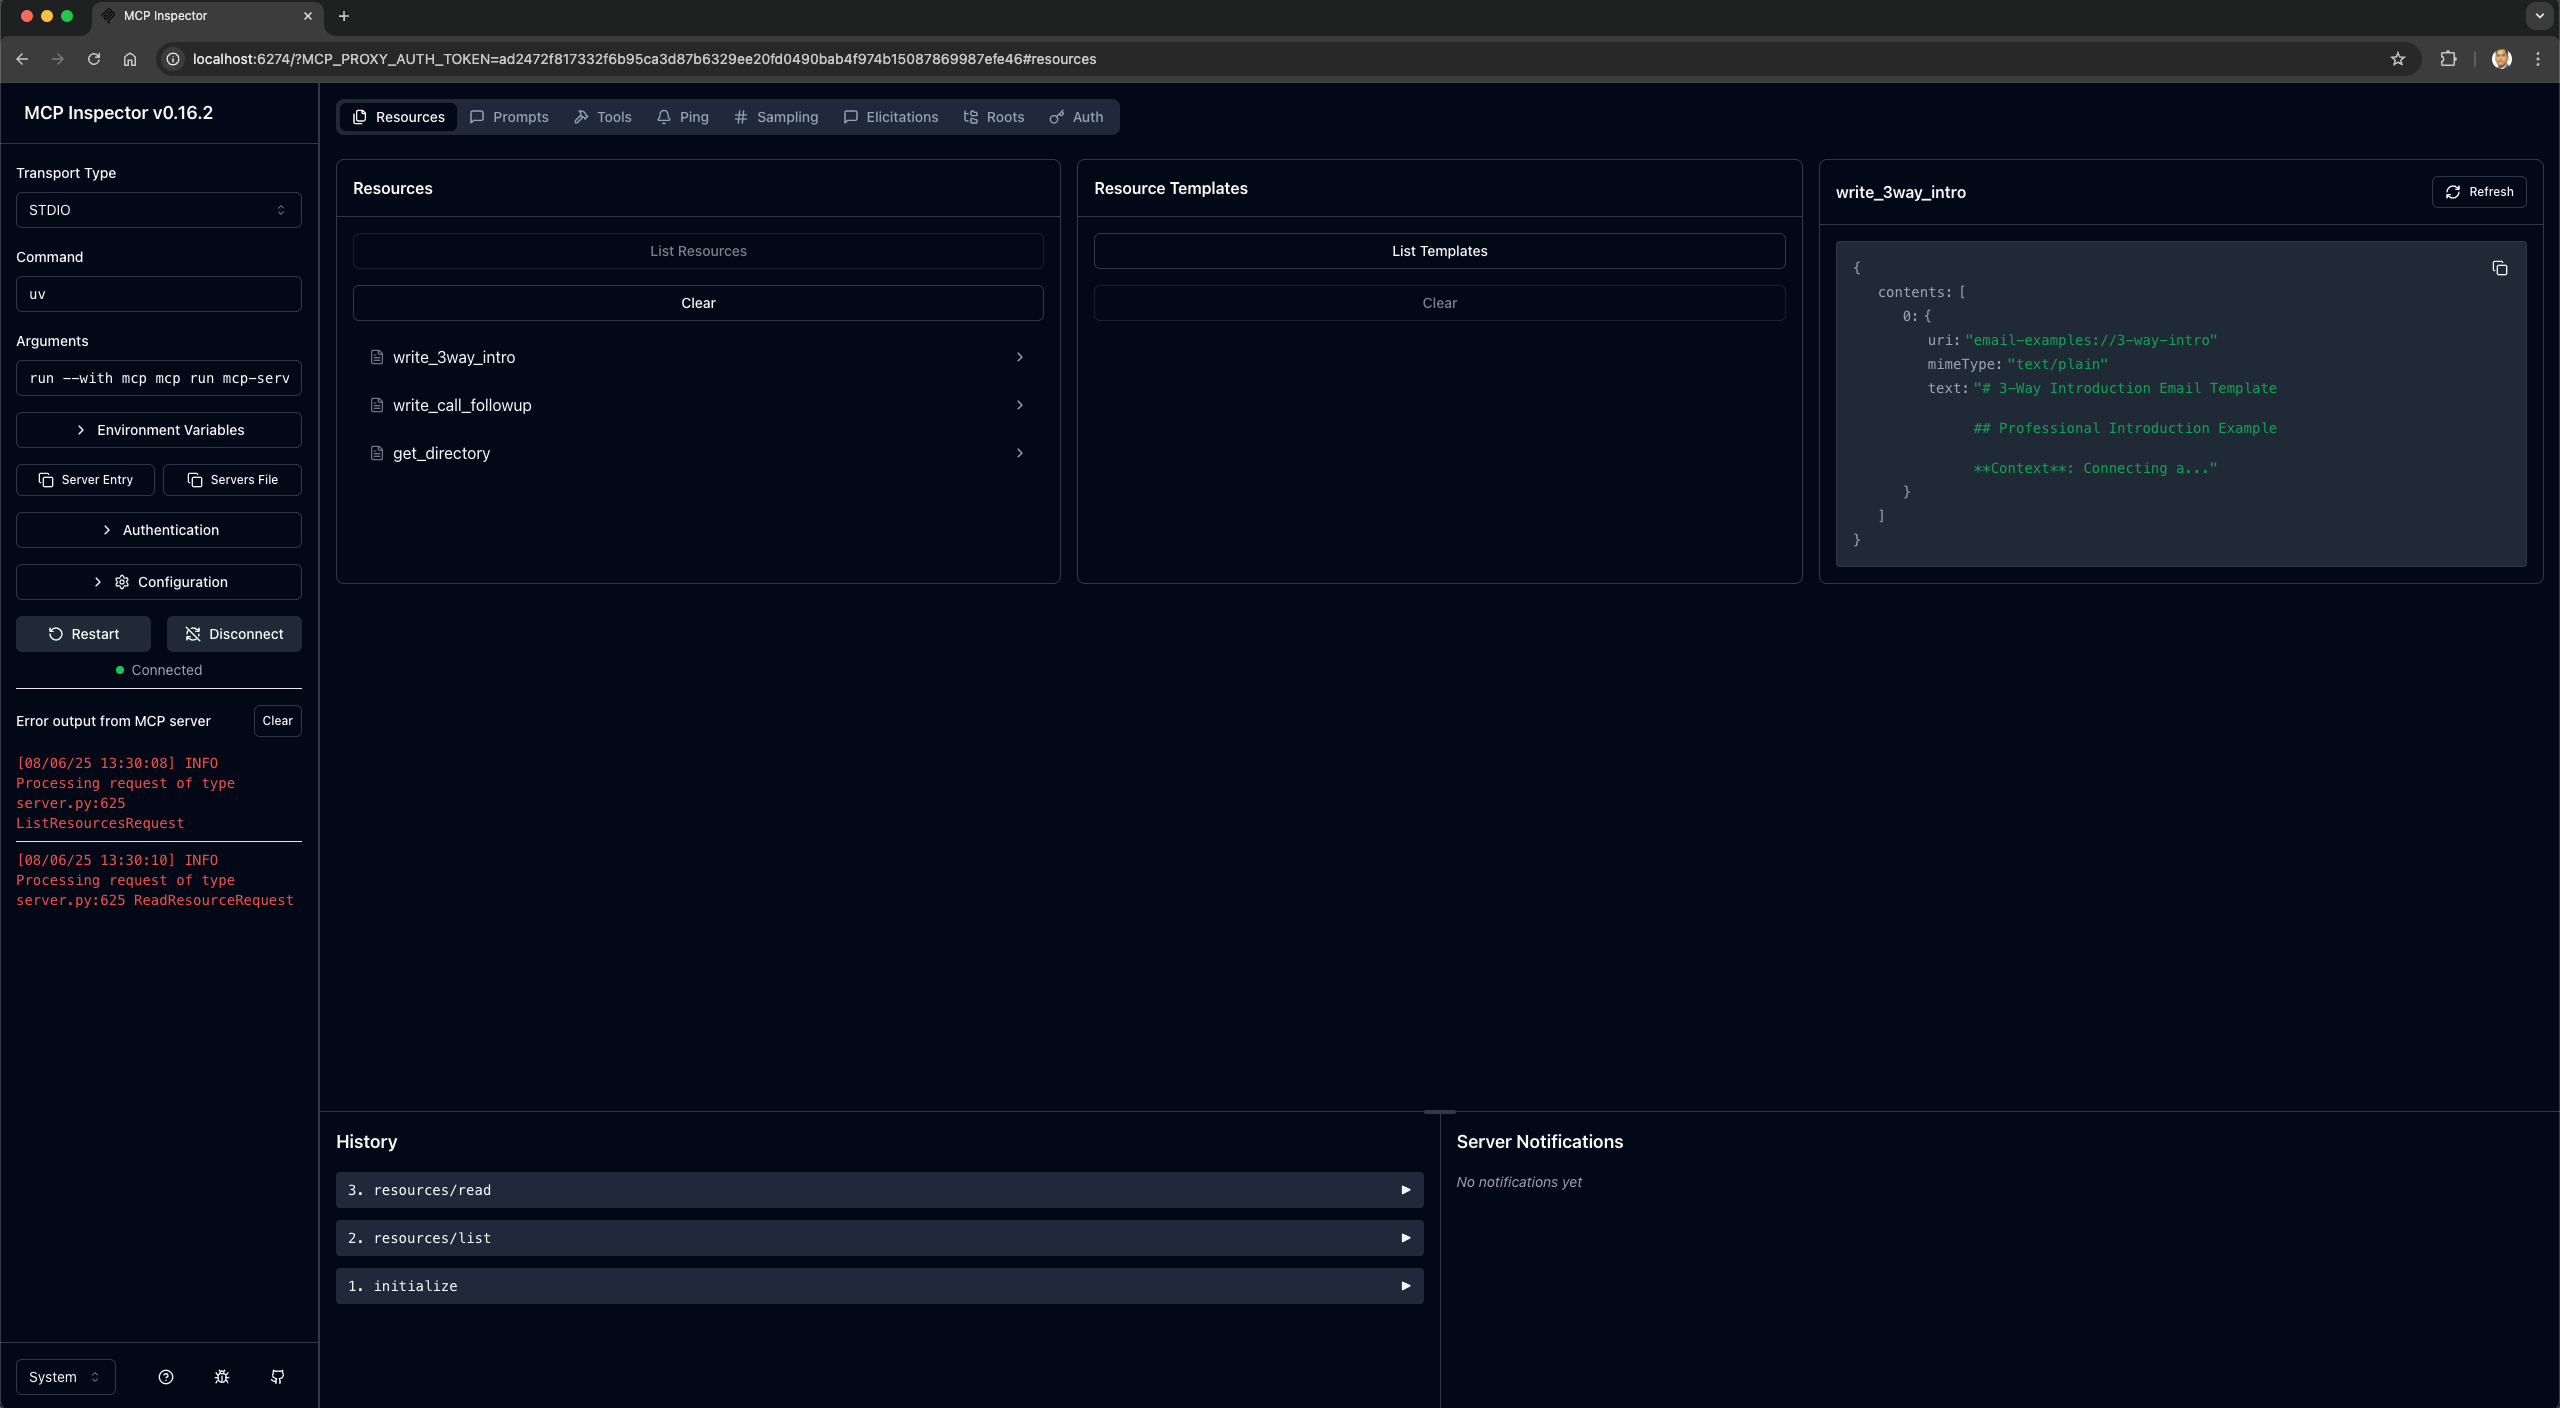 MCP Inspector
localhost:6274/?MCP_PROXY_AUTH_TOKEN=ad2472f817332f6b95ca3d87b6329ee20fd0490bab4f974b15087869987efe46#resources
MCP Inspector v0.16.2
Transport Type
STDIO
Command
uv
Arguments
run --with mcp mcp run mcp-serv
Environment Variables
Server Entry
Servers File
Authentication
Configuration
Restart
Disconnect
Connected
Error output from MCP server
Clear
[08/06/25 13:30:08] INFO
Processing request of type
server.py:625
ListResourcesRequest
[08/06/25 13:30:10] INFO
Processing request of type
server.py:625 ReadResourceRequest
System
Resources
Prompts
Tools
Ping
Sampling
Elicitations
Roots
Auth
Resources
List Resources
Clear
write_3way_intro
write_call_followup
get_directory
Resource Templates
List Templates
Clear
write_3way_intro
Refresh
{
contents: [
0: {
uri: "email-examples://3-way-intro"
mimeType: "text/plain"
text: "# 3-Way Introduction Email Template
## Professional Introduction Example
**Context**: Connecting a..."
}
]
}
History
3. resources/read
2. resources/list
1. initialize
Server Notifications
No notifications yet